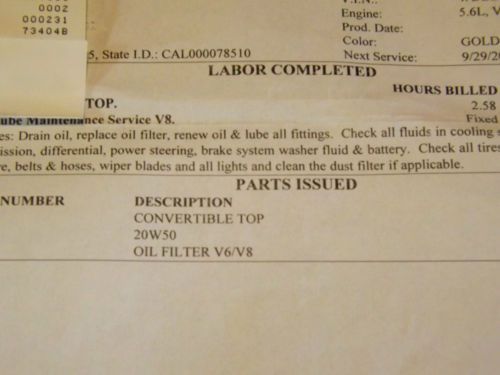 0002
000231
73404B
Engine: 5.6L, V
Prod. Date:
Color: GOLD
5, State I.D.: CAL000078510 Next Service: 9/29/2
LABOR COMPLETED
HOURS BILLED
TOP. 2.58
ube Maintenance Service V8. Fixed
es: Drain oil, replace oil filter, renew oil & lube all fittings. Check all fluids in cooling s
ission, differential, power steering, brake system washer fluid & battery. Check all tires
re, belts & hoses, wiper blades and all lights and clean the dust filter if applicable.
PARTS ISSUED
NUMBER DESCRIPTION
CONVERTIBLE TOP
20W50
OIL FILTER V6/V8